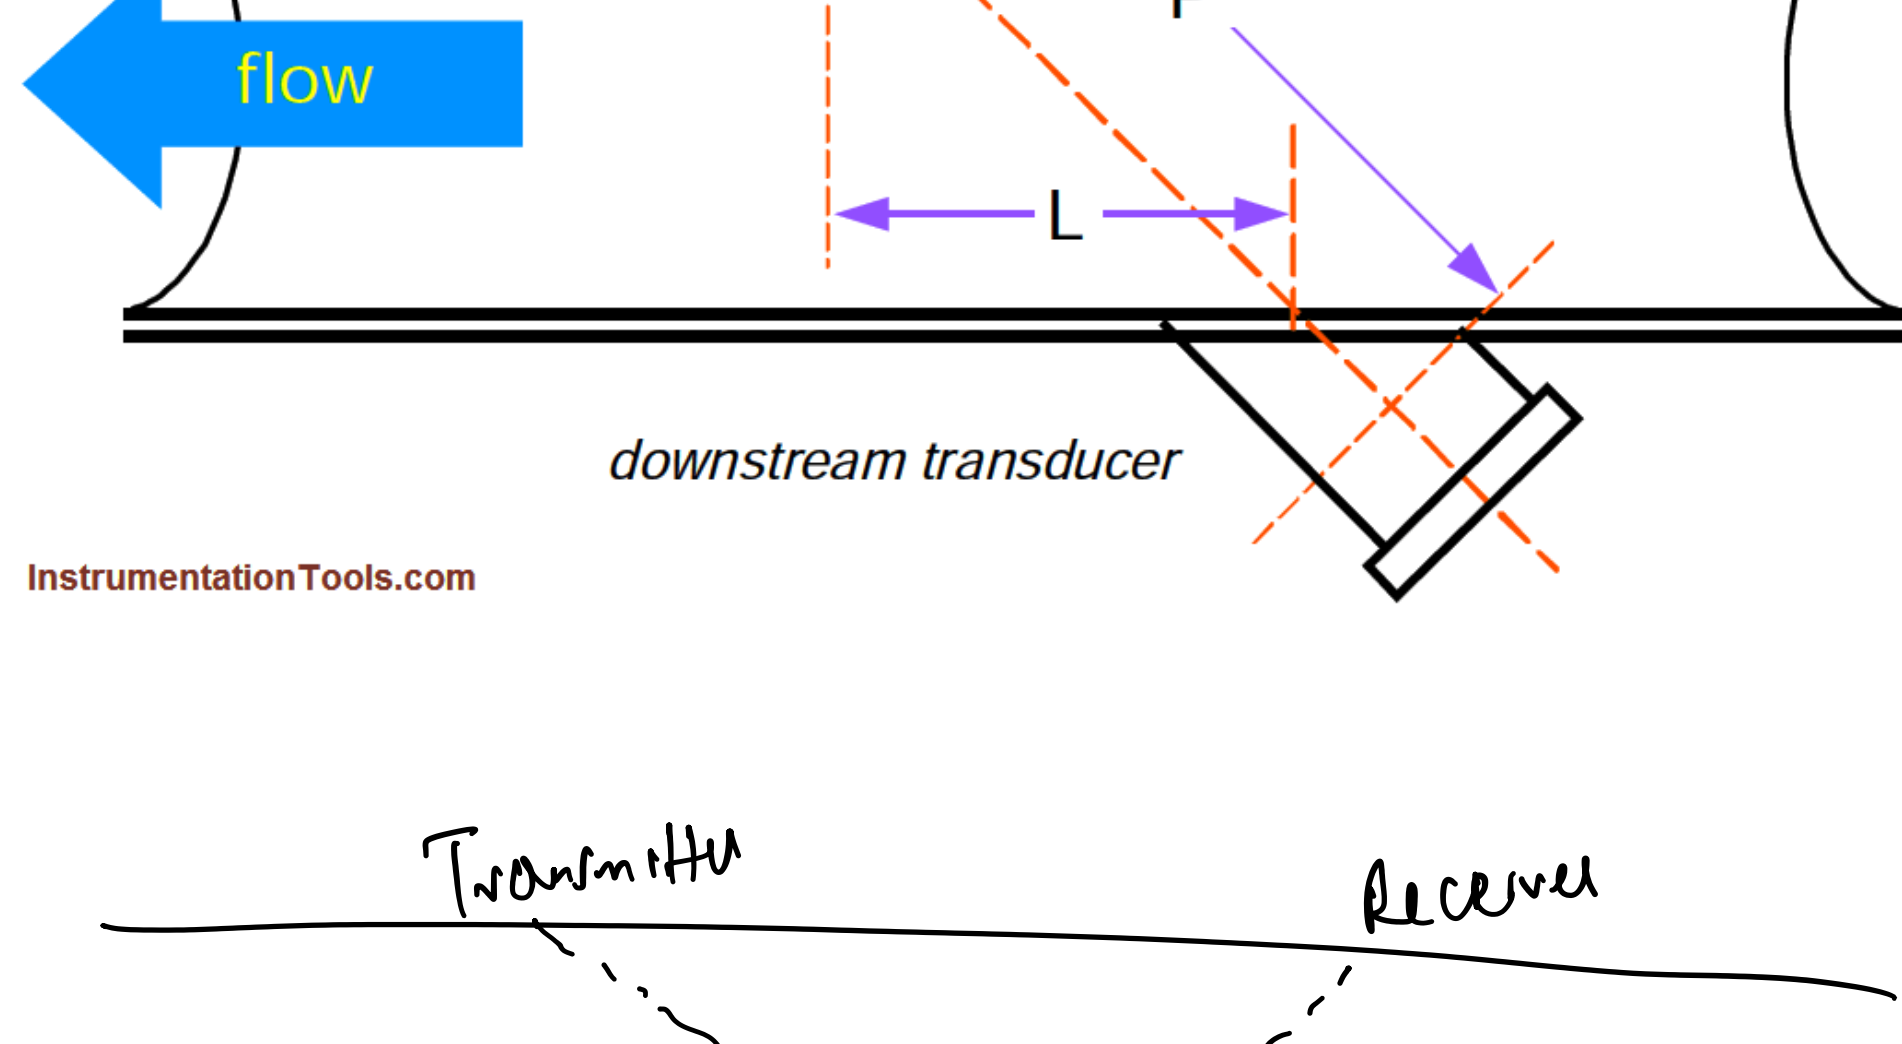 flow
L
downstream transducer
InstrumentationTools.com
Transmitter
Receiver